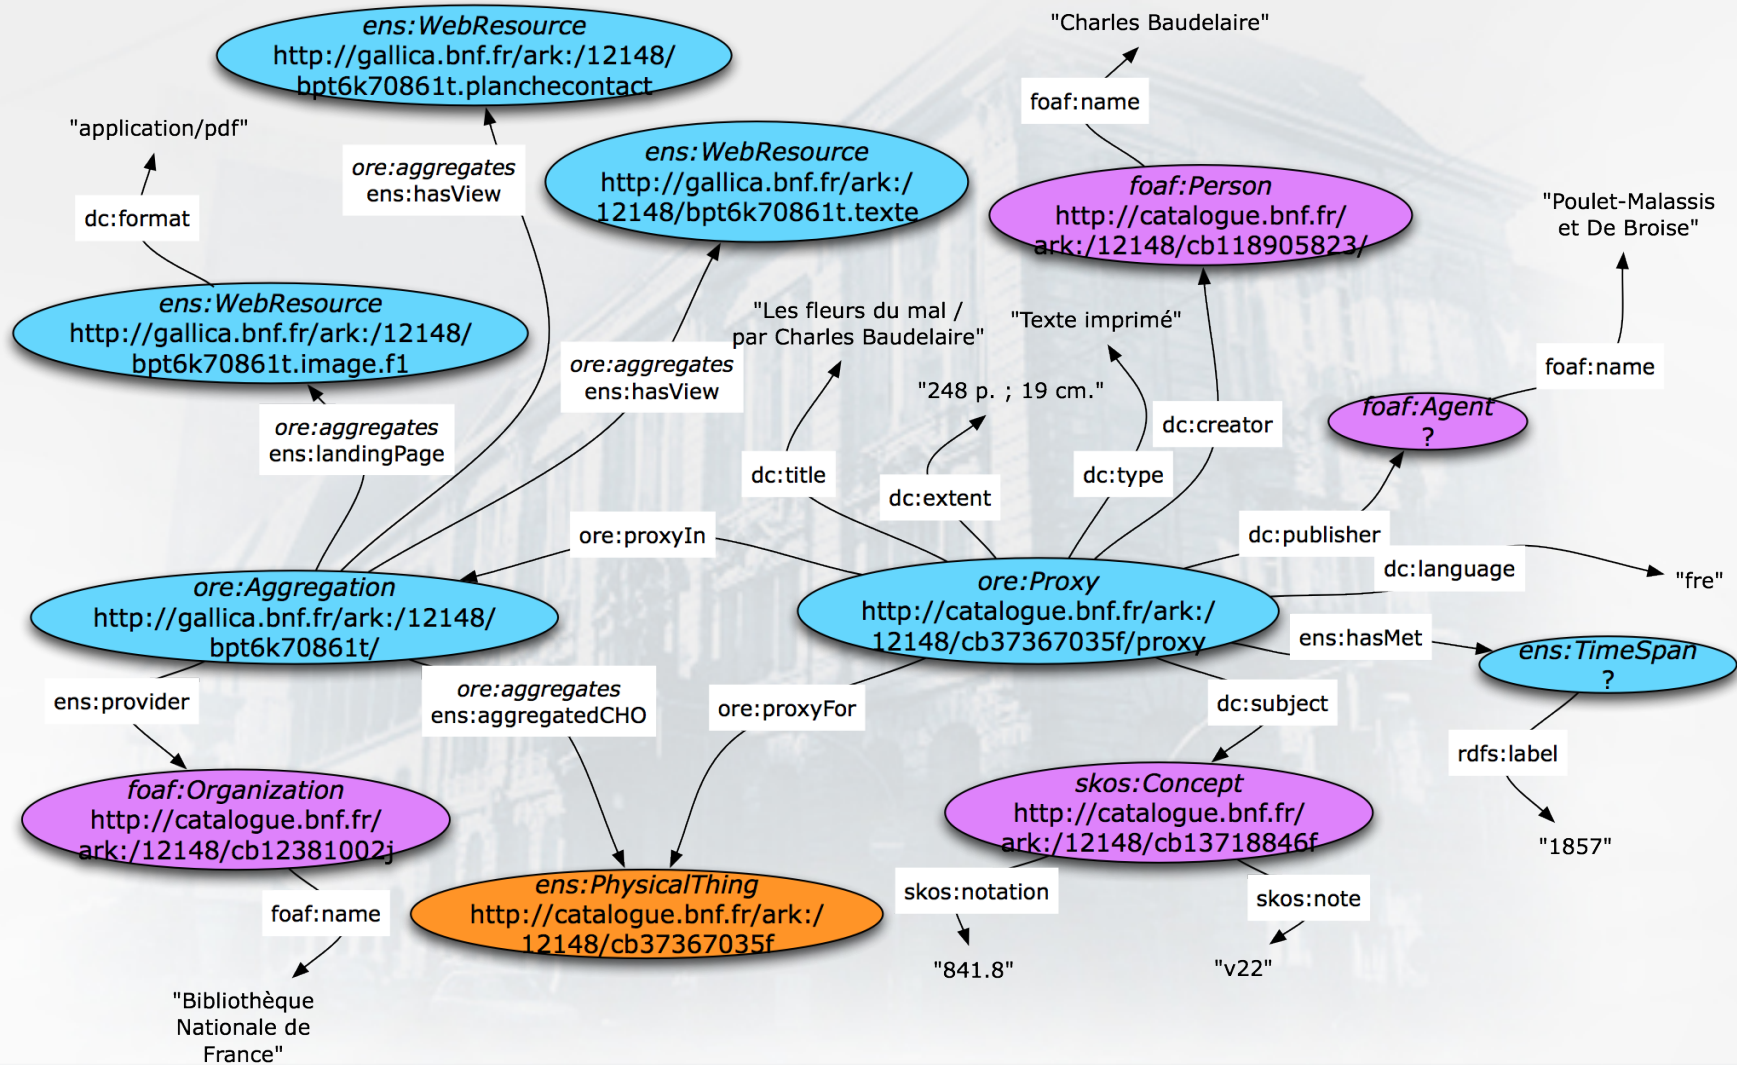 ens:WebResource
http://gallica.bnf.fr/ark:/12148/
bpt6k70861t.planchecontact
"Charles Baudelaire"
foaf:name
"application/pdf"
ore:aggregates
ens:hasView
ens:WebResource
http://gallica.bnf.fr/ark:/
12148/bpt6k70861t.texte
foaf:Person
http://catalogue.bnf.fr/
ark:/12148/cb118905823/
"Poulet-Malassis
et De Broise"
dc:format
ens:WebResource
http://gallica.bnf.fr/ark:/12148/
bpt6k70861t.image.f1
"Les fleurs du mal /
par Charles Baudelaire"
"Texte imprimé"
ore:aggregates
ens:hasView
"248 p. ; 19 cm."
foaf:name
foaf:Agent
?
ore:aggregates
ens:landingPage
dc:title
dc:extent
dc:type
dc:creator
ore:proxyIn
dc:publisher
dc:language
"fre"
ore:Aggregation
http://gallica.bnf.fr/ark:/12148/
bpt6k70861t/
ore:Proxy
http://catalogue.bnf.fr/ark:/
12148/cb37367035f/proxy
ens:hasMet
ens:TimeSpan
?
ens:provider
ore:aggregates
ens:aggregatedCHO
ore:proxyFor
dc:subject
rdfs:label
foaf:Organization
http://catalogue.bnf.fr/
ark:/12148/cb12381002j
skos:Concept
http://catalogue.bnf.fr/
ark:/12148/cb13718846f
"1857"
foaf:name
ens:PhysicalThing
http://catalogue.bnf.fr/ark:/
12148/cb37367035f
skos:notation
skos:note
"841.8"
"v22"
"Bibliothèque
Nationale de
France"